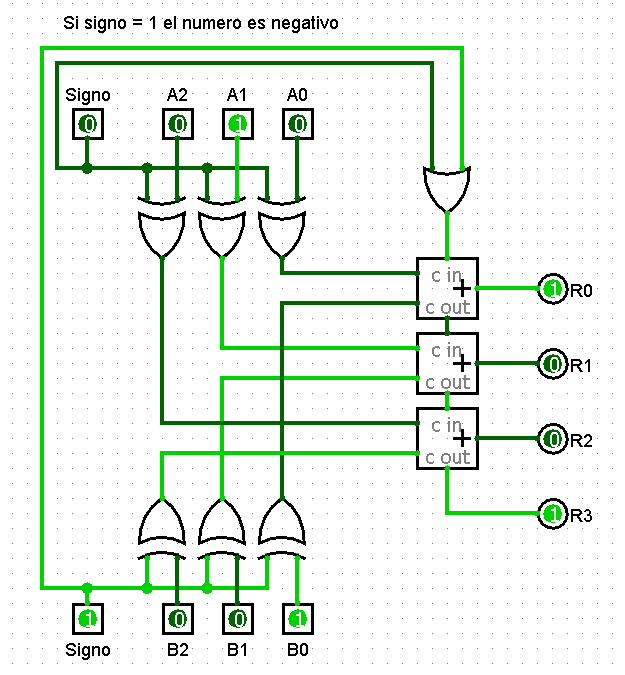 Si signo = 1 el numero es negativo
Signo A2 A1 A0
0 0 1 0
c in
+
c out
1 R0
c in
+
c out
0 R1
c in
+
c out
0 R2
1 R3
1 0 0 1
Signo B2 B1 B0